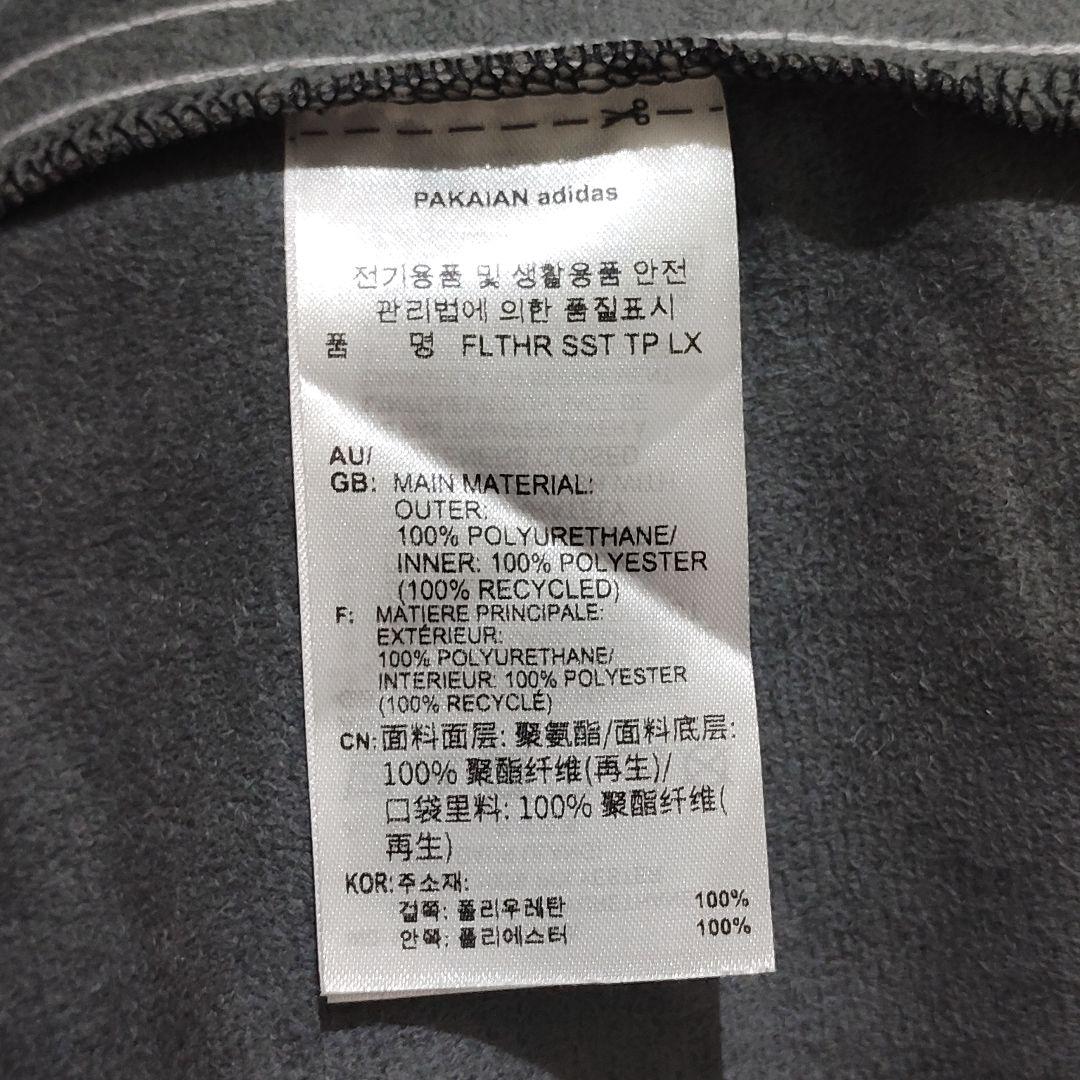 PAKAIAN adidas
전기용품 및 생활용품 안전
관리법에 의한 품질표시
품 명 FLTHR SST TP LX
AU/
GB: MAIN MATERIAL:
OUTER:
100% POLYURETHANE/
INNER: 100% POLYESTER
(100% RECYCLED)
F: MATIERE PRINCIPALE:
EXTÉRIEUR:
100% POLYURETHANE/
INTERIEUR: 100% POLYESTER
(100% RECYCLÉ)
CN: 面料面层: 聚氨酯/面料底层:
100% 聚酯纤维(再生)/
口袋里料: 100% 聚酯纤维(
再生)
KOR: 주소재:
겉쪽: 폴리우레탄 100%
안쪽: 폴리에스터 100%